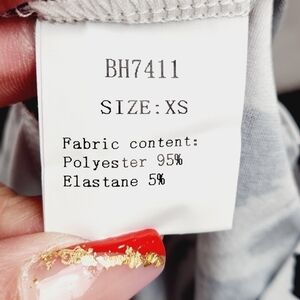 BH7411
SIZE:XS
Fabric content:
Polyester 95%
Elastane 5%